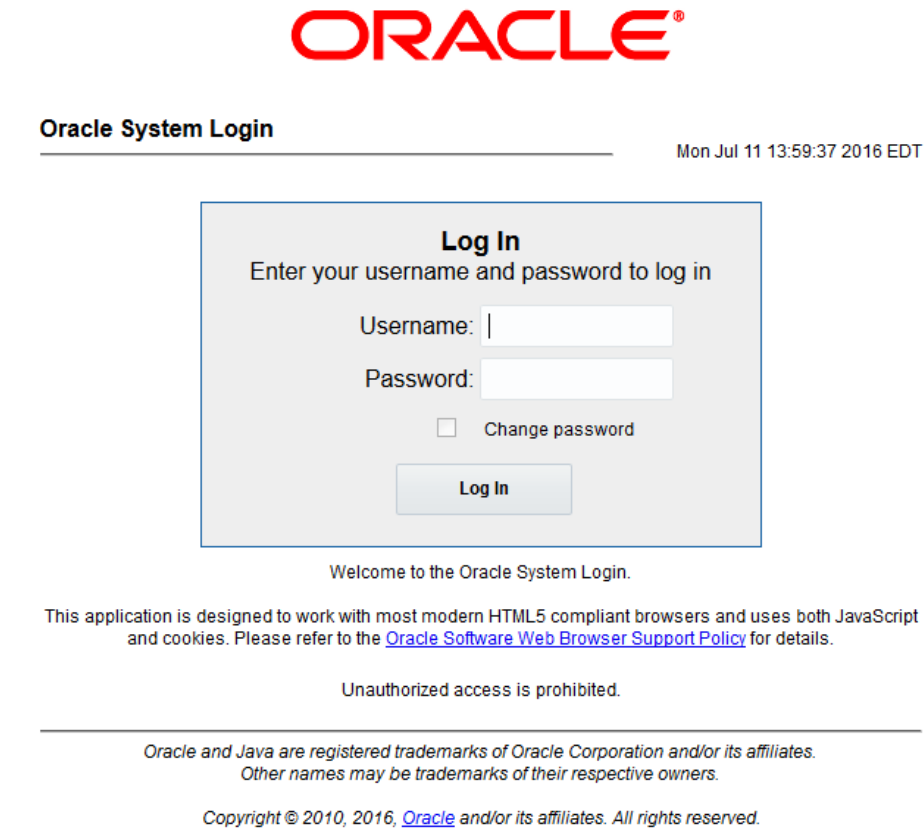 ORACLE®
Oracle System Login
Mon Jul 11 13:59:37 2016 EDT
Log In
Enter your username and password to log in
Username:
Password:
Change password
Log In
Welcome to the Oracle System Login.
This application is designed to work with most modern HTML5 compliant browsers and uses both JavaScript
and cookies. Please refer to the Oracle Software Web Browser Support Policy for details.
Unauthorized access is prohibited.
Oracle and Java are registered trademarks of Oracle Corporation and/or its affiliates.
Other names may be trademarks of their respective owners.
Copyright © 2010, 2016, Oracle and/or its affiliates. All rights reserved.